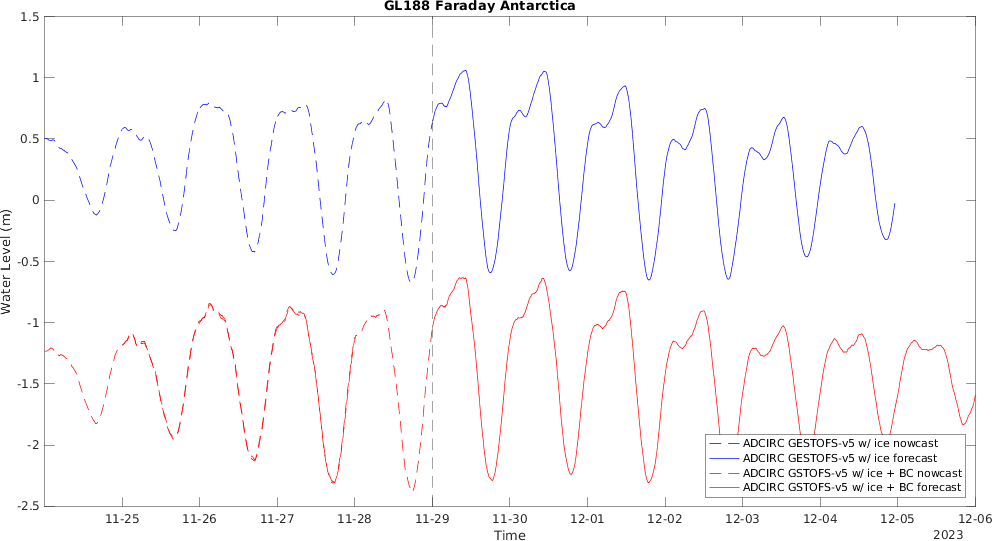 GL188 Faraday Antarctica
Water Level (m)
1.5
1
0.5
0
-0.5
-1
-1.5
-2
-2.5
ADCIRC GESTOFS-v5 w/ ice nowcast
ADCIRC GESTOFS-v5 w/ ice forecast
ADCIRC GSTOFS-v5 w/ ice + BC nowcast
ADCIRC GSTOFS-v5 w/ ice + BC forecast
11-25 11-26 11-27 11-28 11-29 11-30 12-01 12-02 12-03 12-04 12-05 12-06
Time
2023